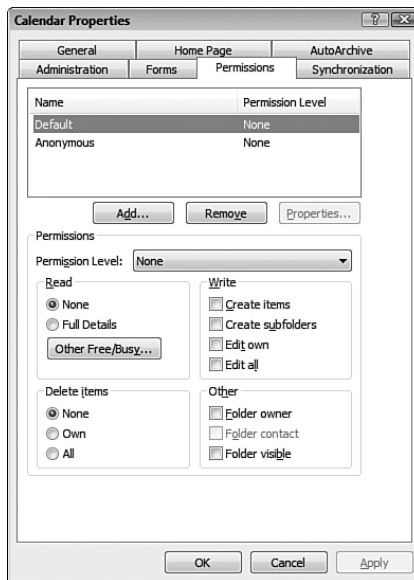 Calendar Properties
General Home Page AutoArchive
Administration Forms Permissions Synchronization
Name Permission Level
Default None
Anonymous None
Add... Remove Properties...
Permissions
Permission Level: None
Read Write
None Create items
Full Details Create subfolders
Other Free/Busy... Edit own
Edit all
Delete items Other
None Folder owner
Own Folder contact
All Folder visible
OK Cancel Apply